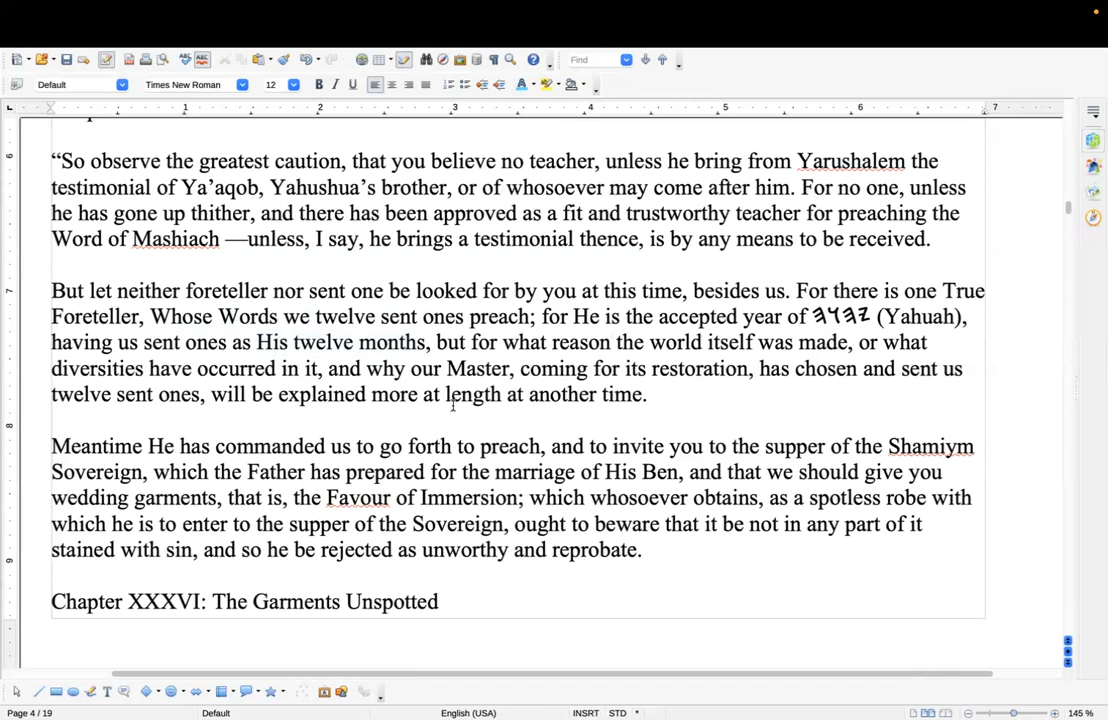 Find
Default
Times New Roman
12
1 2 3 4 5 6 7
“So observe the greatest caution, that you believe no teacher, unless he bring from Yarushalem the
testimonial of Ya’aqob, Yahushua’s brother, or of whosoever may come after him. For no one, unless
he has gone up thither, and there has been approved as a fit and trustworthy teacher for preaching the
Word of Mashiach —unless, I say, he brings a testimonial thence, is by any means to be received.
But let neither foreteller nor sent one be looked for by you at this time, besides us. For there is one True
Foreteller, Whose Words we twelve sent ones preach; for He is the accepted year of 𐤉𐤄𐤅𐤄 (Yahuah),
having us sent ones as His twelve months, but for what reason the world itself was made, or what
diversities have occurred in it, and why our Master, coming for its restoration, has chosen and sent us
twelve sent ones, will be explained more at length at another time.
Meantime He has commanded us to go forth to preach, and to invite you to the supper of the Shamiym
Sovereign, which the Father has prepared for the marriage of His Ben, and that we should give you
wedding garments, that is, the Favour of Immersion; which whosoever obtains, as a spotless robe with
which he is to enter to the supper of the Sovereign, ought to beware that it be not in any part of it
stained with sin, and so he be rejected as unworthy and reprobate.
Chapter XXXVI: The Garments Unspotted
6
7
8
9
Page 4 / 19
Default
English (USA)
INSRT
STD
*
145 %